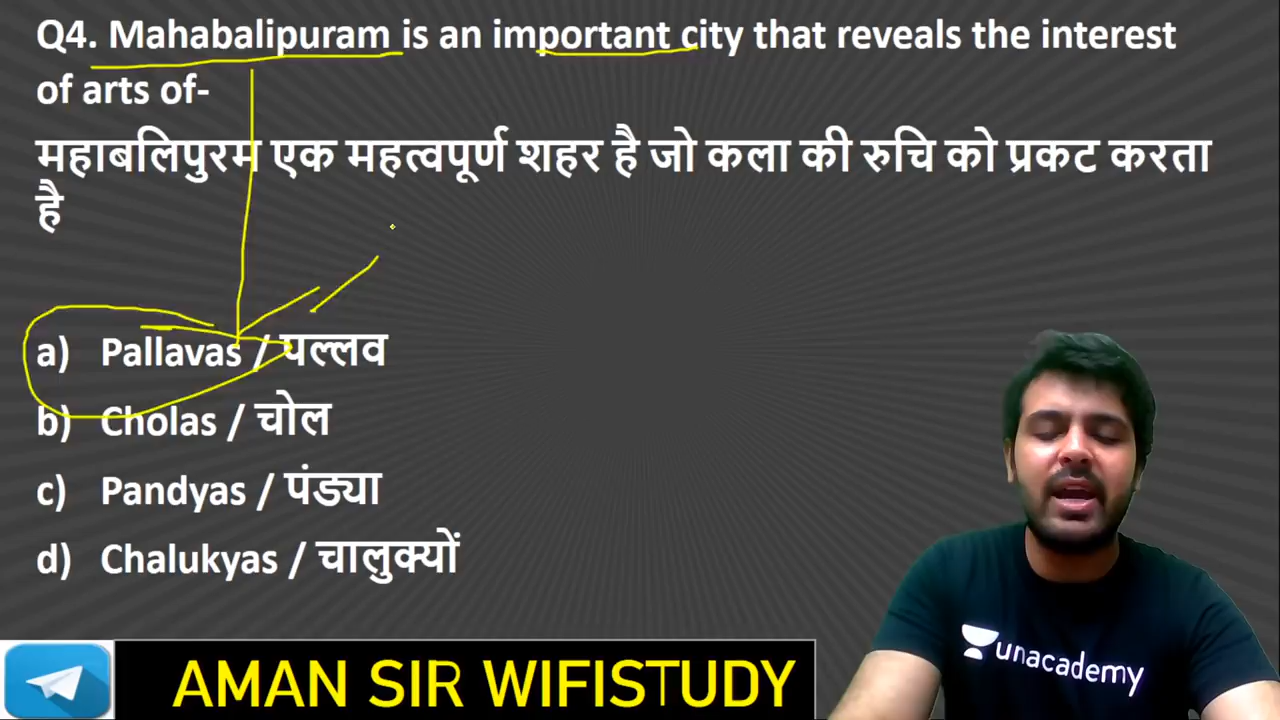 Q4. Mahabalipuram is an important city that reveals the interest
of arts of-
महाबलिपुरम एक महत्वपूर्ण शहर है जो कला की रुचि को प्रकट करता
है
a) Pallavas / पल्लव
b) Cholas / चोल
c) Pandyas / पंड्या
d) Chalukyas / चालुक्यों
unacademy
AMAN SIR WIFISTUDY